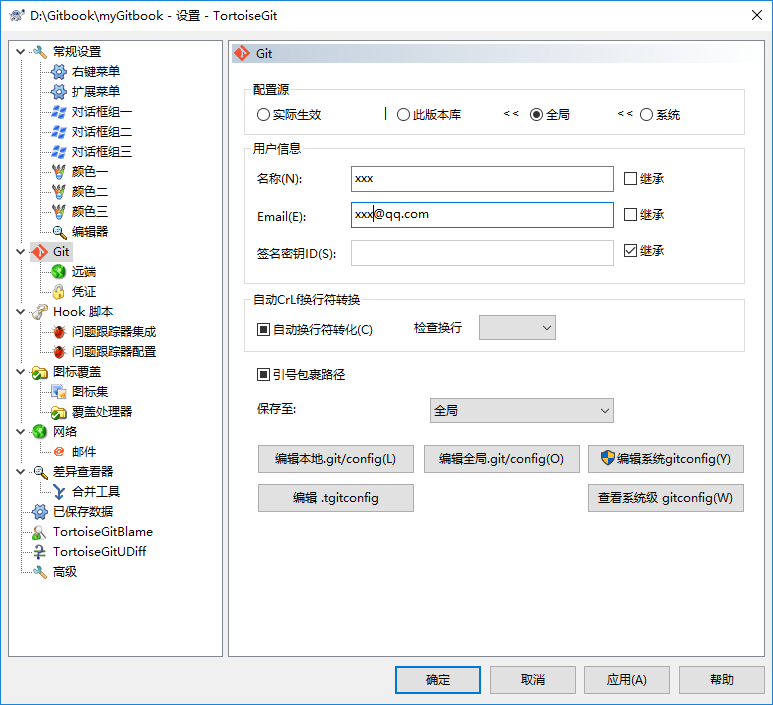 D:\Gitbook\myGitbook - 设置 - TortoiseGit
常规设置
右键菜单
扩展菜单
对话框组一
对话框组二
对话框组三
颜色一
颜色二
颜色三
编辑器
Git
远端
凭证
Hook 脚本
问题跟踪器集成
问题跟踪器配置
图标覆盖
图标集
覆盖处理器
网络
邮件
差异查看器
合并工具
已保存数据
TortoiseGitBlame
TortoiseGitUDiff
高级
Git
配置源
实际生效 | 此版本库 << 全局 << 系统
用户信息
名称(N): xxx 继承
Email(E): xxx@qq.com 继承
签名密钥ID(S): 继承
自动CrLf换行符转换
自动换行符转化(C) 检查换行
引号包裹路径
保存至: 全局
编辑本地.git/config(L) 编辑全局.git/config(O) 编辑系统gitconfig(Y)
编辑 .tgitconfig 查看系统级 gitconfig(W)
确定 取消 应用(A) 帮助